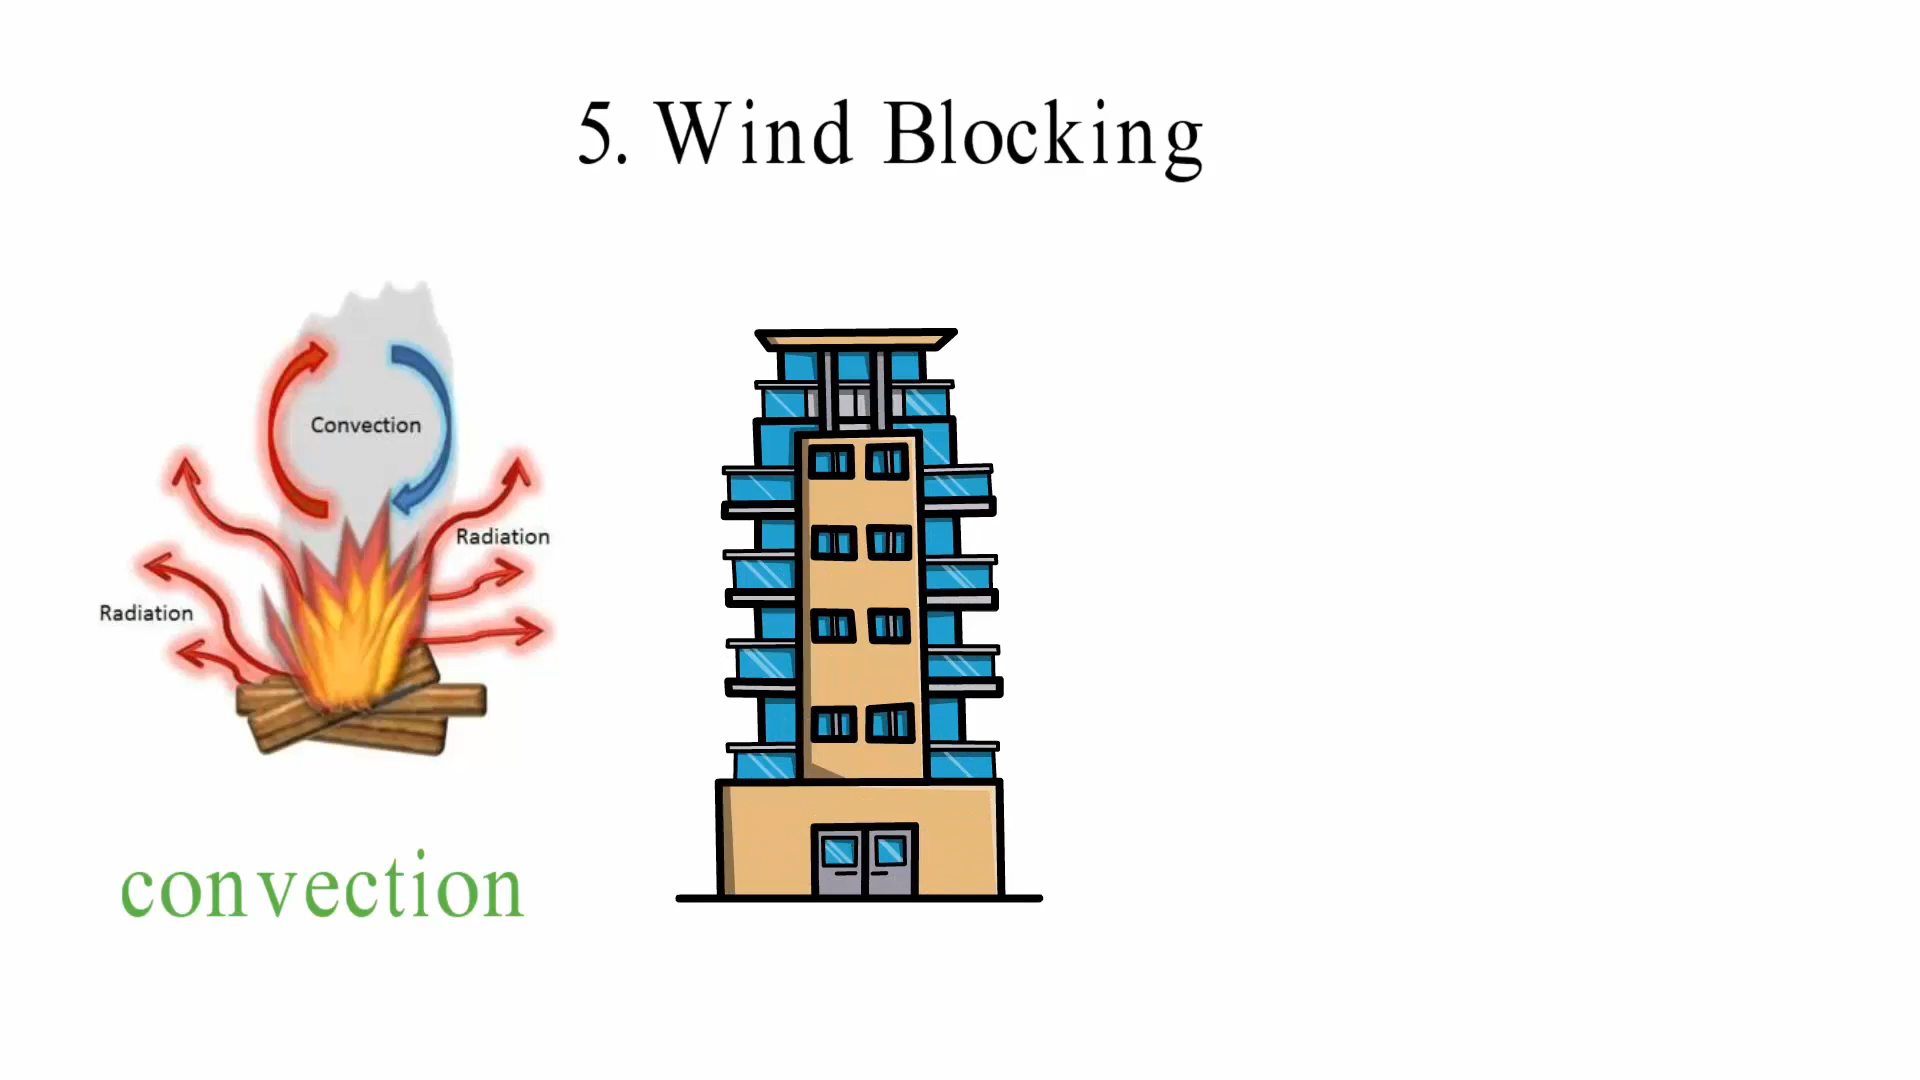 5. Wind Blocking
Convection
Radiation
Radiation
convection